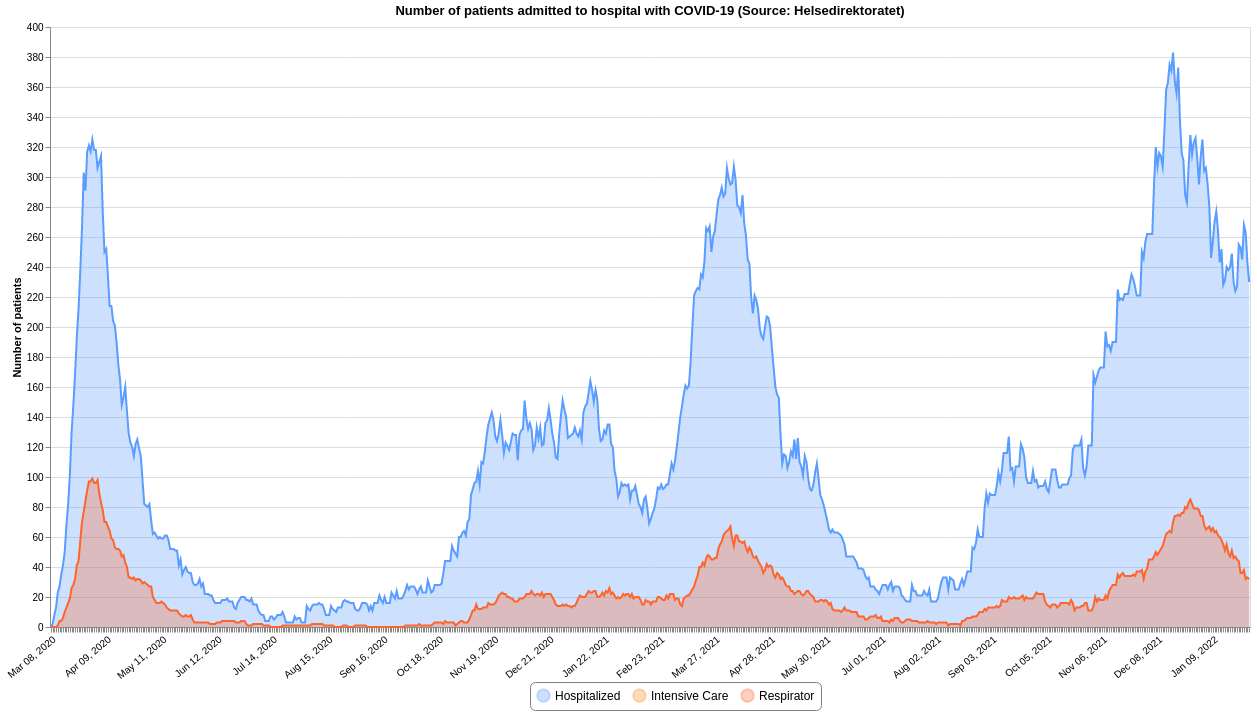 Number of patients admitted to hospital with COVID-19 (Source: Helsedirektoratet)
400
380
360
340
320
300
280
260
240
220
200
180
160
140
120
100
80
60
40
20
0
Number of patients
Mar 08, 2020
Apr 09, 2020
May 11, 2020
Jun 12, 2020
Jul 14, 2020
Aug 15, 2020
Sep 16, 2020
Oct 18, 2020
Nov 19, 2020
Dec 21, 2020
Jan 22, 2021
Feb 23, 2021
Mar 27, 2021
Apr 28, 2021
May 30, 2021
Jul 01, 2021
Aug 02, 2021
Sep 03, 2021
Oct 05, 2021
Nov 06, 2021
Dec 08, 2021
Jan 09, 2022
Hospitalized Intensive Care Respirator